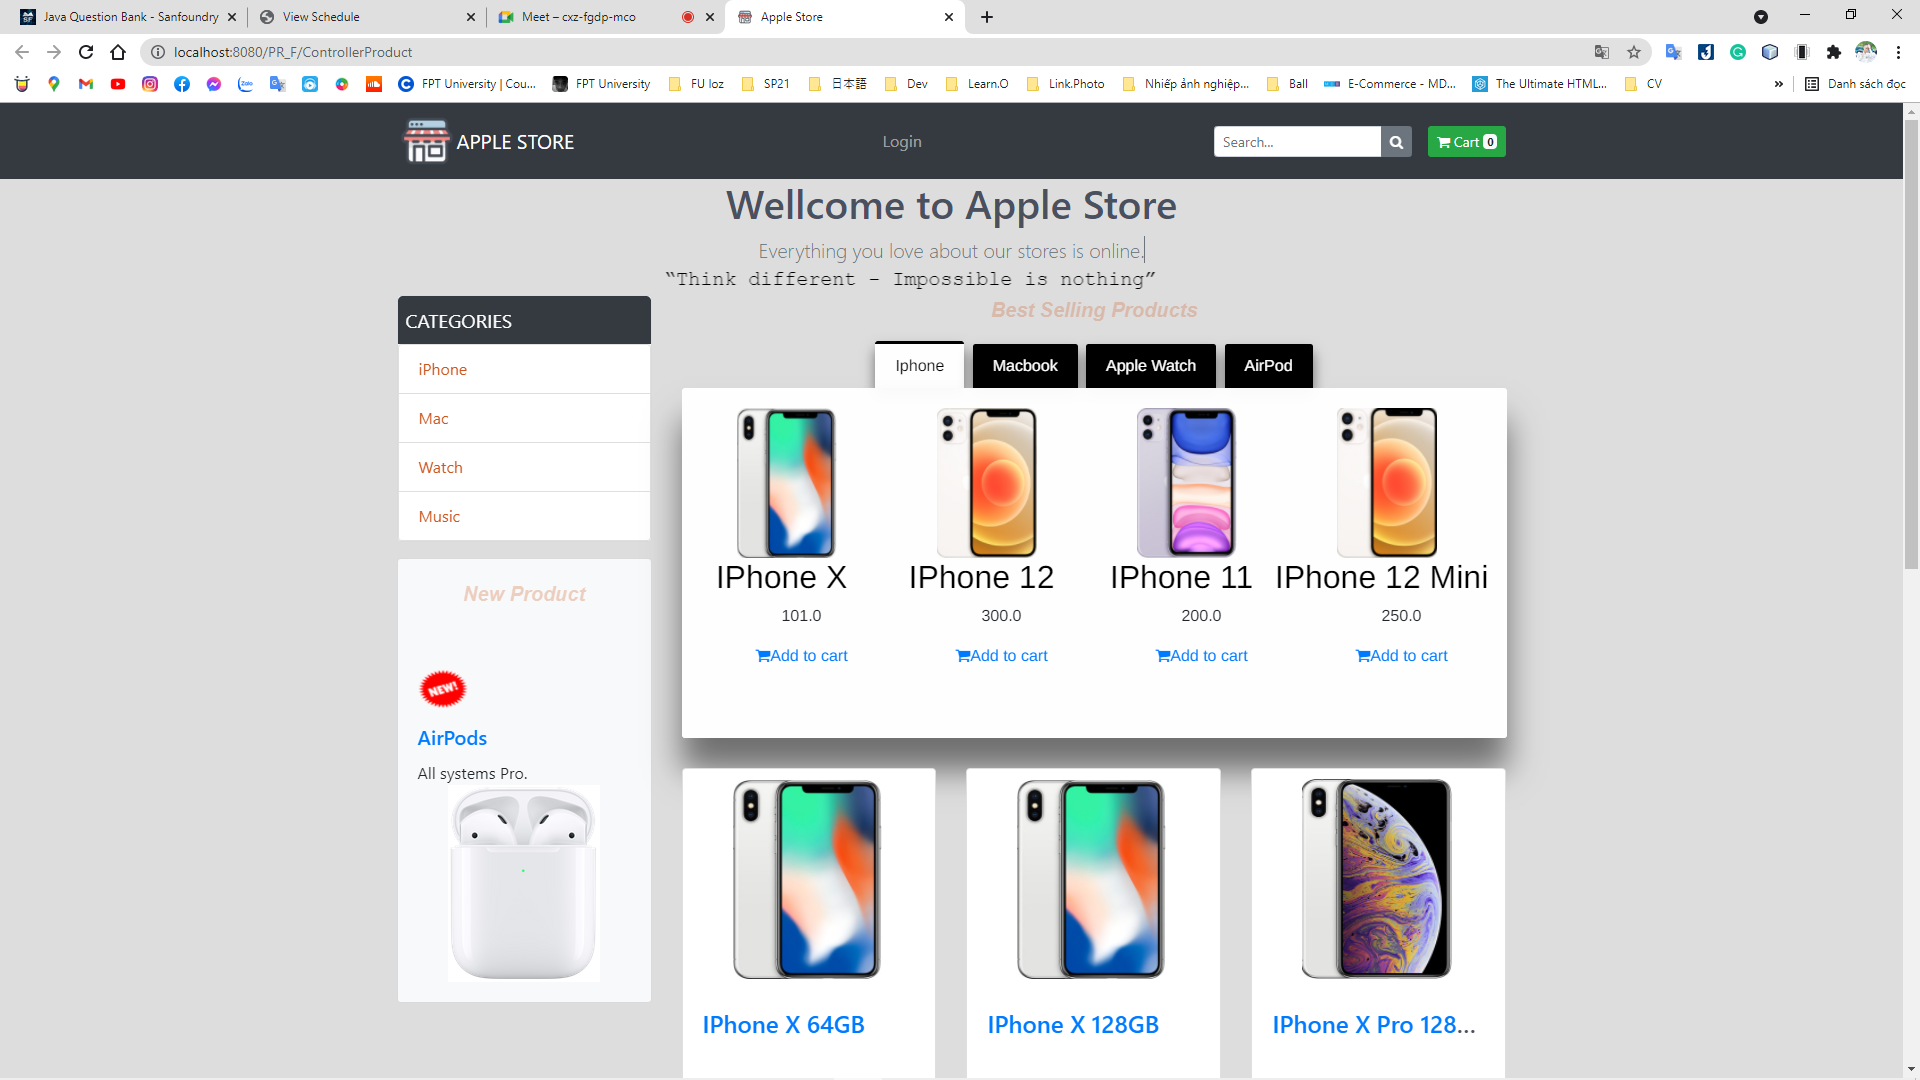 Java Question Bank - Sanfoundry
View Schedule
Meet – cxz-fgdp-mco
Apple Store
localhost:8080/PR_F/ControllerProduct
FPT University | Cou...
FPT University
FU loz
SP21
日本語
Dev
Learn.O
Link.Photo
Nhiếp ảnh nghiệp...
Ball
E-Commerce - MD...
The Ultimate HTML...
CV
»
Danh sách đọc
APPLE STORE
Login
Search...
Cart 0
Wellcome to Apple Store
Everything you love about our stores is online.
“Think different - Impossible is nothing”
CATEGORIES
iPhone
Mac
Watch
Music
New Product
NEW!
AirPods
All systems Pro.
Best Selling Products
Iphone
Macbook
Apple Watch
AirPod
IPhone X
IPhone 12
IPhone 11
IPhone 12 Mini
101.0
300.0
200.0
250.0
Add to cart
Add to cart
Add to cart
Add to cart
IPhone X 64GB
IPhone X 128GB
IPhone X Pro 128...